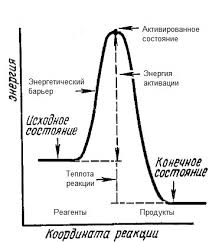 Активированное
состояние
Энергетический
барьер
Энергия
активации
энергия
Исходное
состояние
Конечное
состояние
Теплота
реакции
Реагенты
Продукты
Координата реакции